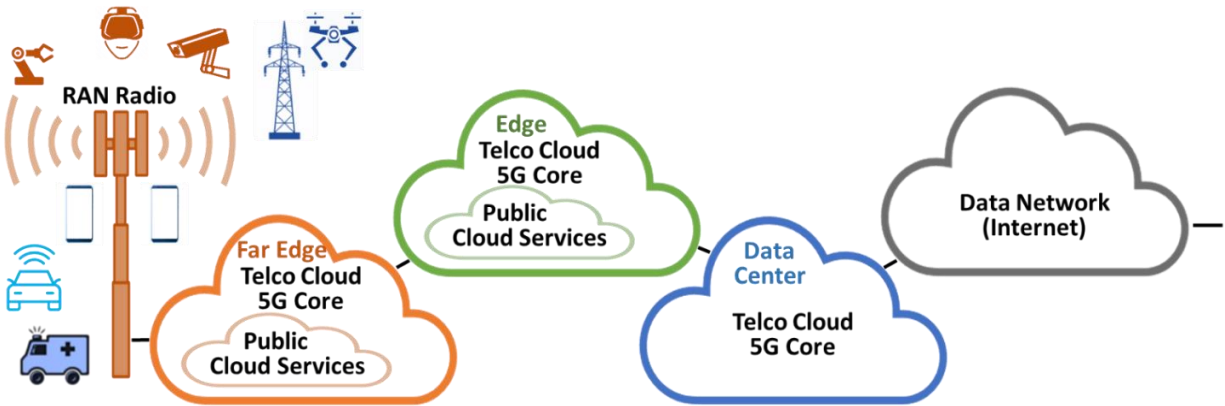 RAN Radio
Far Edge
Telco Cloud
5G Core
Public
Cloud Services
Edge
Telco Cloud
5G Core
Public
Cloud Services
Data
Center
Telco Cloud
5G Core
Data Network
(Internet)